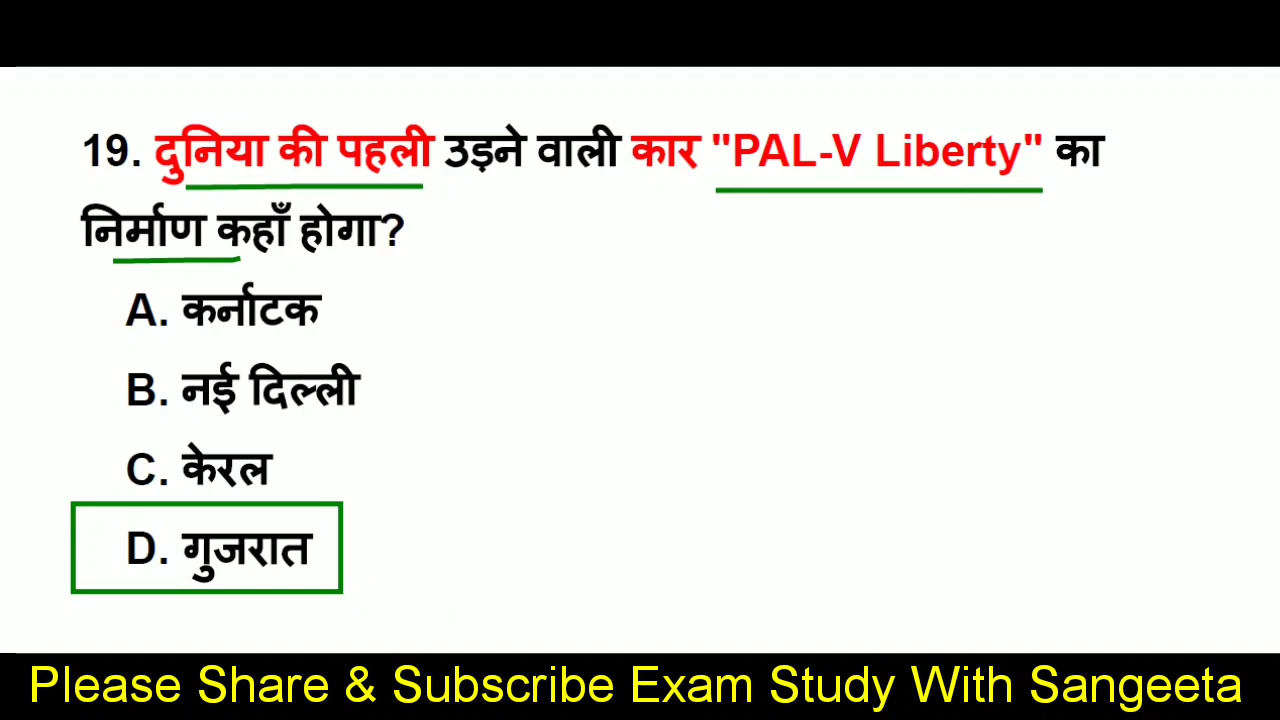 19. दुनिया की पहली उड़ने वाली कार "PAL-V Liberty" का
निर्माण कहाँ होगा?
A. कर्नाटक
B. नई दिल्ली
C. केरल
D. गुजरात
Please Share & Subscribe Exam Study With Sangeeta